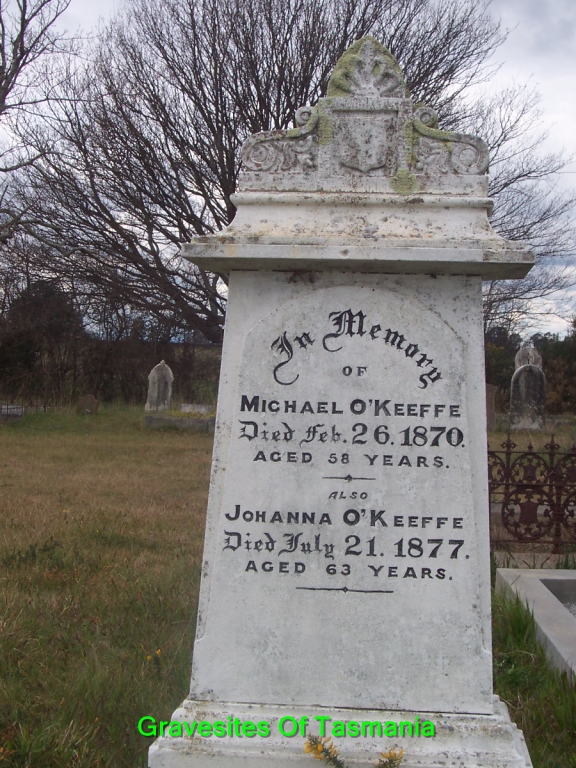 In Memory
OF
MICHAEL O'KEEFFE
Died Feb. 26. 1870.
AGED 58 YEARS.
ALSO
JOHANNA O'KEEFFE
Died July 21. 1877.
AGED 63 YEARS.
Gravesites Of Tasmania